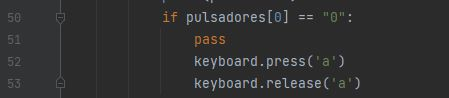 50 if pulsadores[0] == "0":
51 pass
52 keyboard.press('a')
53 keyboard.release('a')